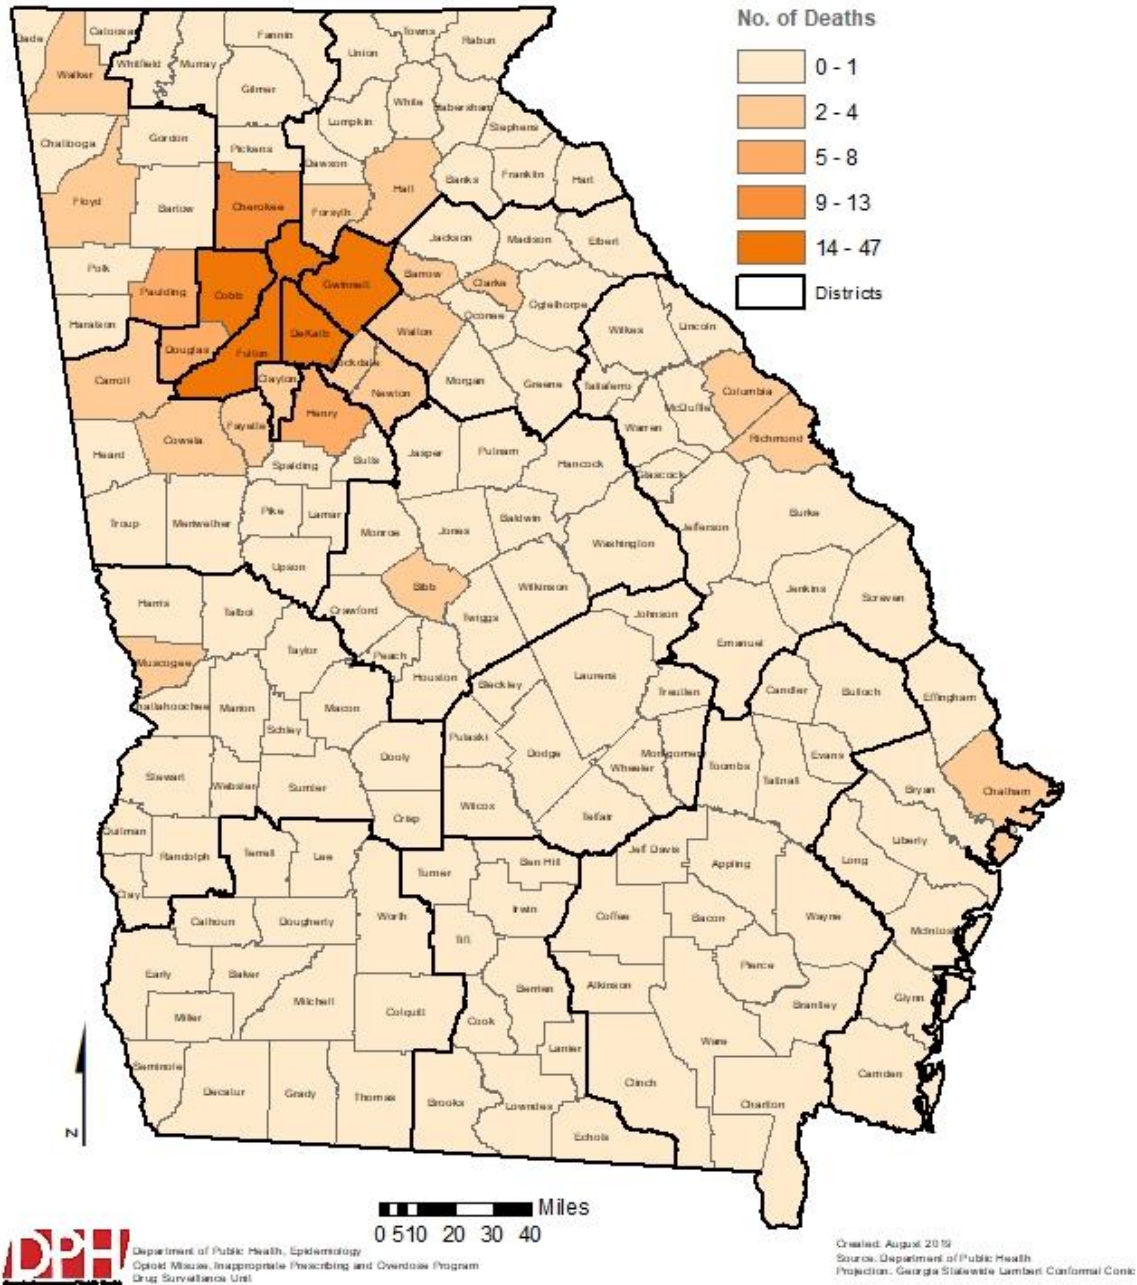 No. of Deaths
0 - 1
2 - 4
5 - 8
9 - 13
14 - 47
Districts
Dade
Catoosa
Fannin
Towns
Rabun
Union
Walker
Whitfield
Murray
Gilmer
White
Habersham
Lumpkin
Stephens
Chattooga
Gordon
Pickens
Dawson
Banks
Franklin
Hart
Hall
Floyd
Bartow
Cherokee
Forsyth
Jackson
Madison
Elbert
Polk
Paulding
Cobb
Gwinnett
Barrow
Clarke
Oglethorpe
Oconee
Haralson
Douglas
Fulton
DeKalb
Rockdale
Walton
Wilkes
Lincoln
Carroll
Clayton
Newton
Morgan
Greene
Taliaferro
McDuffie
Columbia
Coweta
Fayette
Henry
Warren
Richmond
Heard
Spalding
Butts
Jasper
Putnam
Hancock
Glascock
Troup
Meriwether
Pike
Lamar
Monroe
Jones
Baldwin
Washington
Jefferson
Burke
Upson
Bibb
Wilkinson
Jenkins
Screven
Harris
Talbot
Crawford
Twiggs
Johnson
Emanuel
Muscogee
Taylor
Peach
Houston
Bleckley
Laurens
Treutlen
Candler
Bulloch
Effingham
Chattahoochee
Marion
Macon
Schley
Pulaski
Dodge
Wheeler
Montgomery
Toombs
Tattnall
Evans
Bryan
Chatham
Stewart
Webster
Sumter
Dooly
Crisp
Wilcox
Telfair
Liberty
Long
Quitman
Randolph
Terrell
Lee
Turner
Ben Hill
Jeff Davis
Appling
Clay
Calhoun
Dougherty
Worth
Tift
Irwin
Coffee
Bacon
Wayne
McIntosh
Early
Baker
Mitchell
Berrien
Atkinson
Pierce
Brantley
Glynn
Miller
Colquitt
Cook
Lanier
Ware
Seminole
Decatur
Grady
Thomas
Brooks
Lowndes
Clinch
Charlton
Camden
Echols
N
Miles
0 5 10 20 30 40
DPH
Department of Public Health, Epidemiology
Opioid Misuse, Inappropriate Prescribing and Overdose Program
Drug Surveillance Unit
Created: August 2019
Source: Department of Public Health
Projection: Georgia Statewide Lambert Conformal Conic